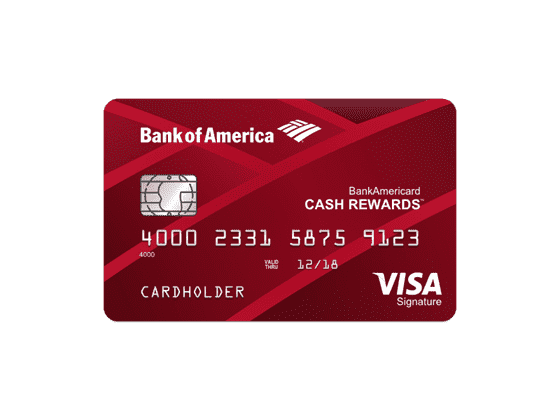 Bank of America
BankAmericard
CASH REWARDS™
4000 2331 5875 9123
4000
VALID THRU 12/18
CARDHOLDER
VISA
Signature